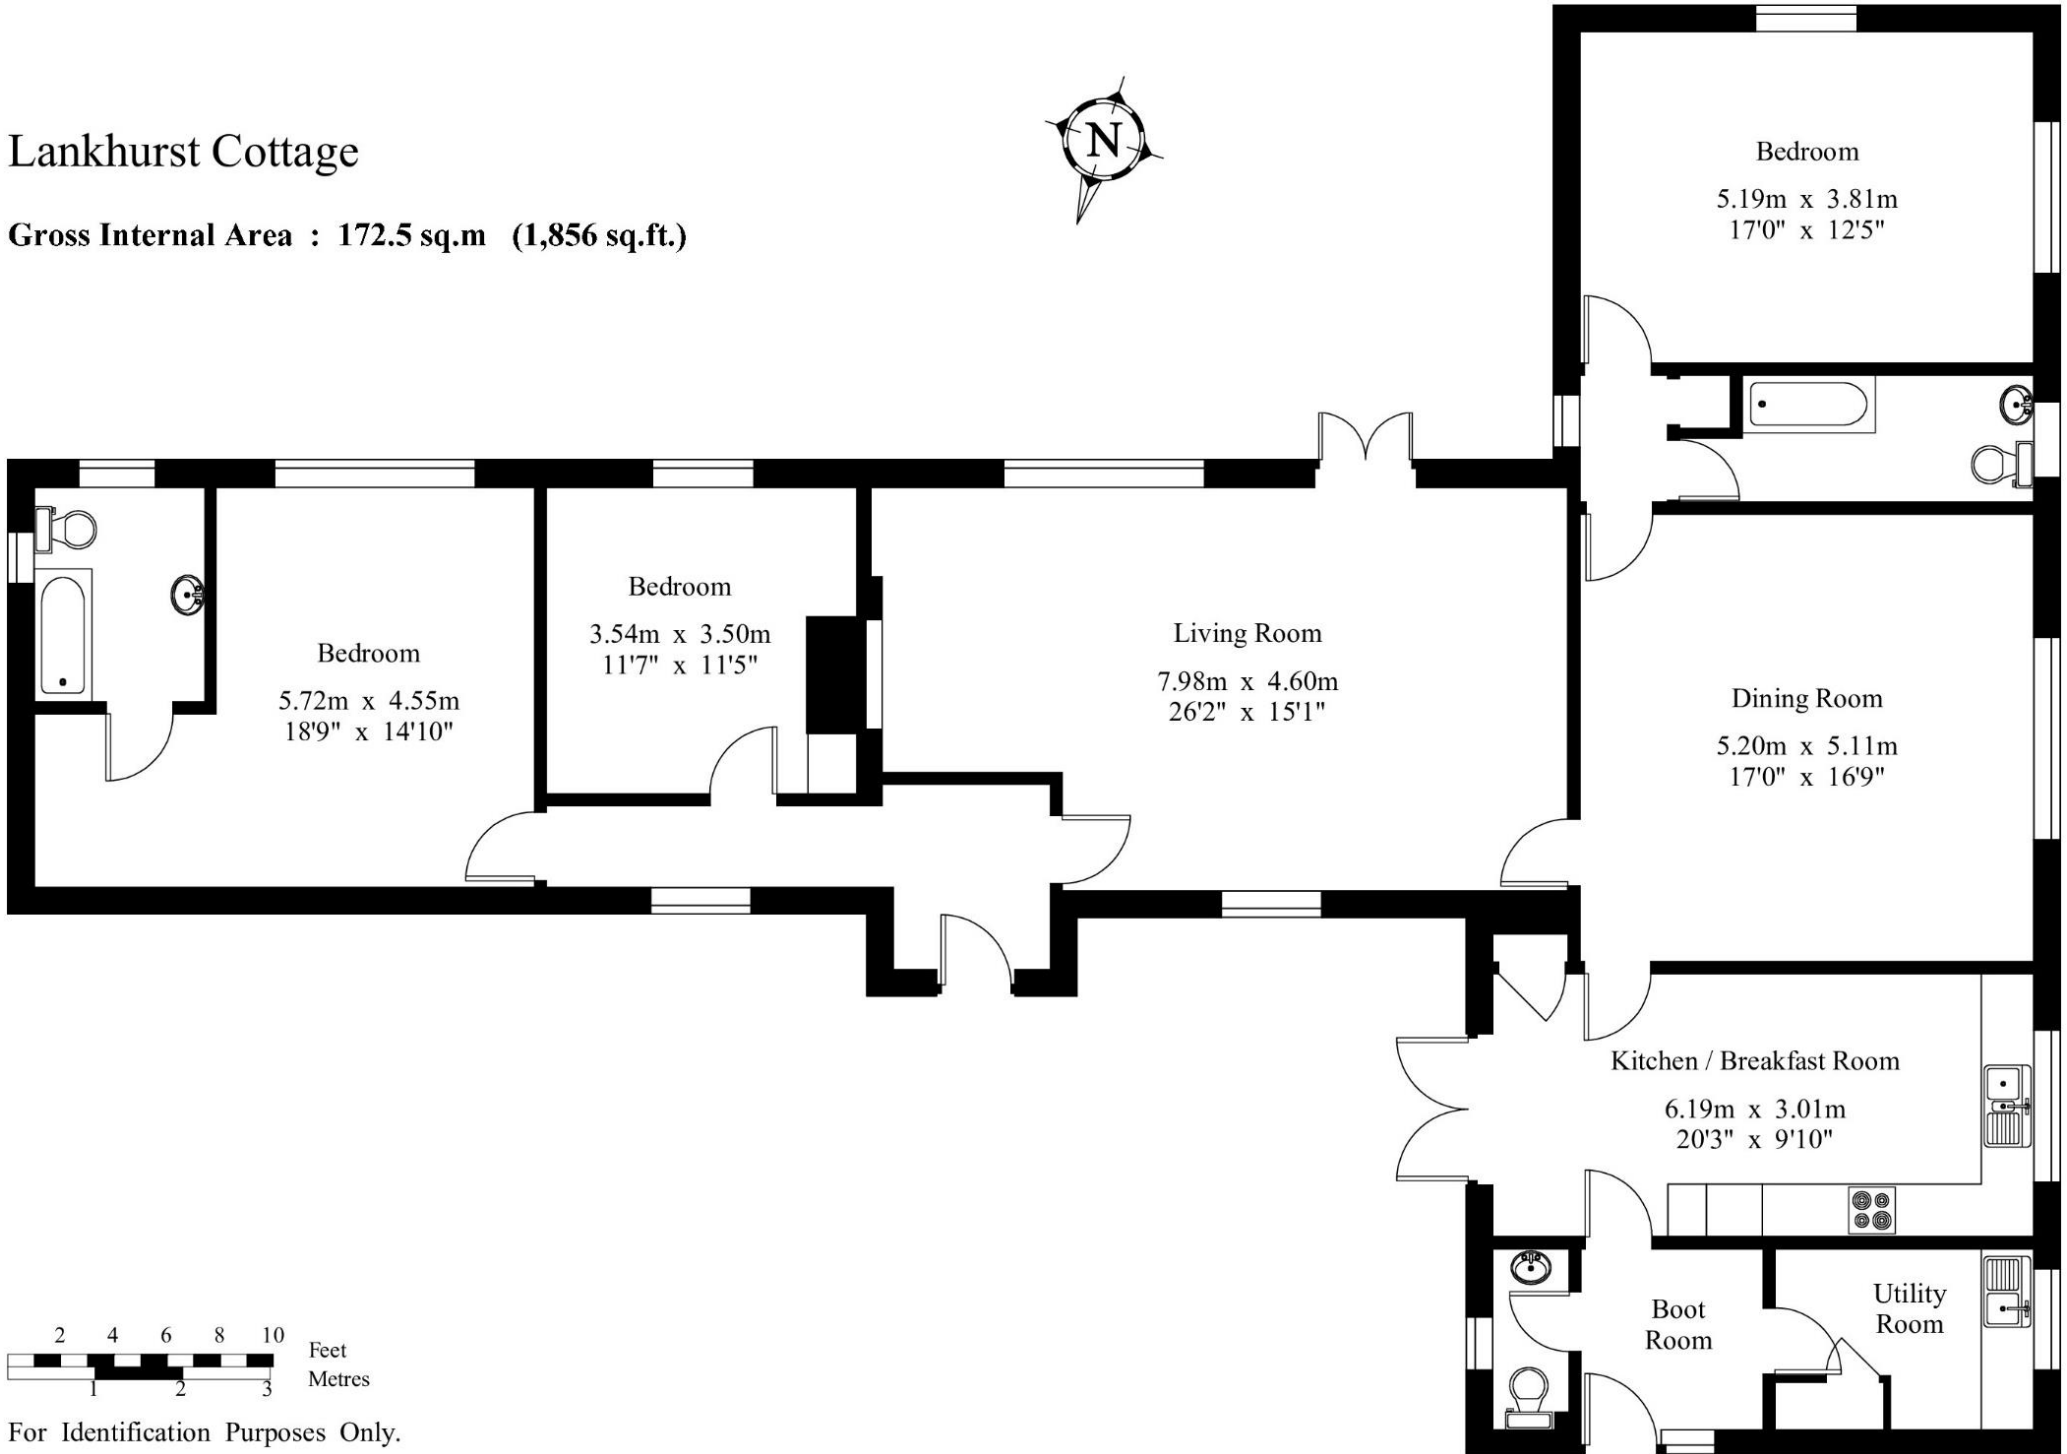 Lankhurst Cottage
Gross Internal Area : 172.5 sq.m (1,856 sq.ft.)
N
Bedroom
5.19m x 3.81m
17'0" x 12'5"
Bedroom
5.72m x 4.55m
18'9" x 14'10"
Bedroom
3.54m x 3.50m
11'7" x 11'5"
Living Room
7.98m x 4.60m
26'2" x 15'1"
Dining Room
5.20m x 5.11m
17'0" x 16'9"
Kitchen / Breakfast Room
6.19m x 3.01m
20'3" x 9'10"
Boot
Room
Utility
Room
2 4 6 8 10 Feet
1 2 3 Metres
For Identification Purposes Only.